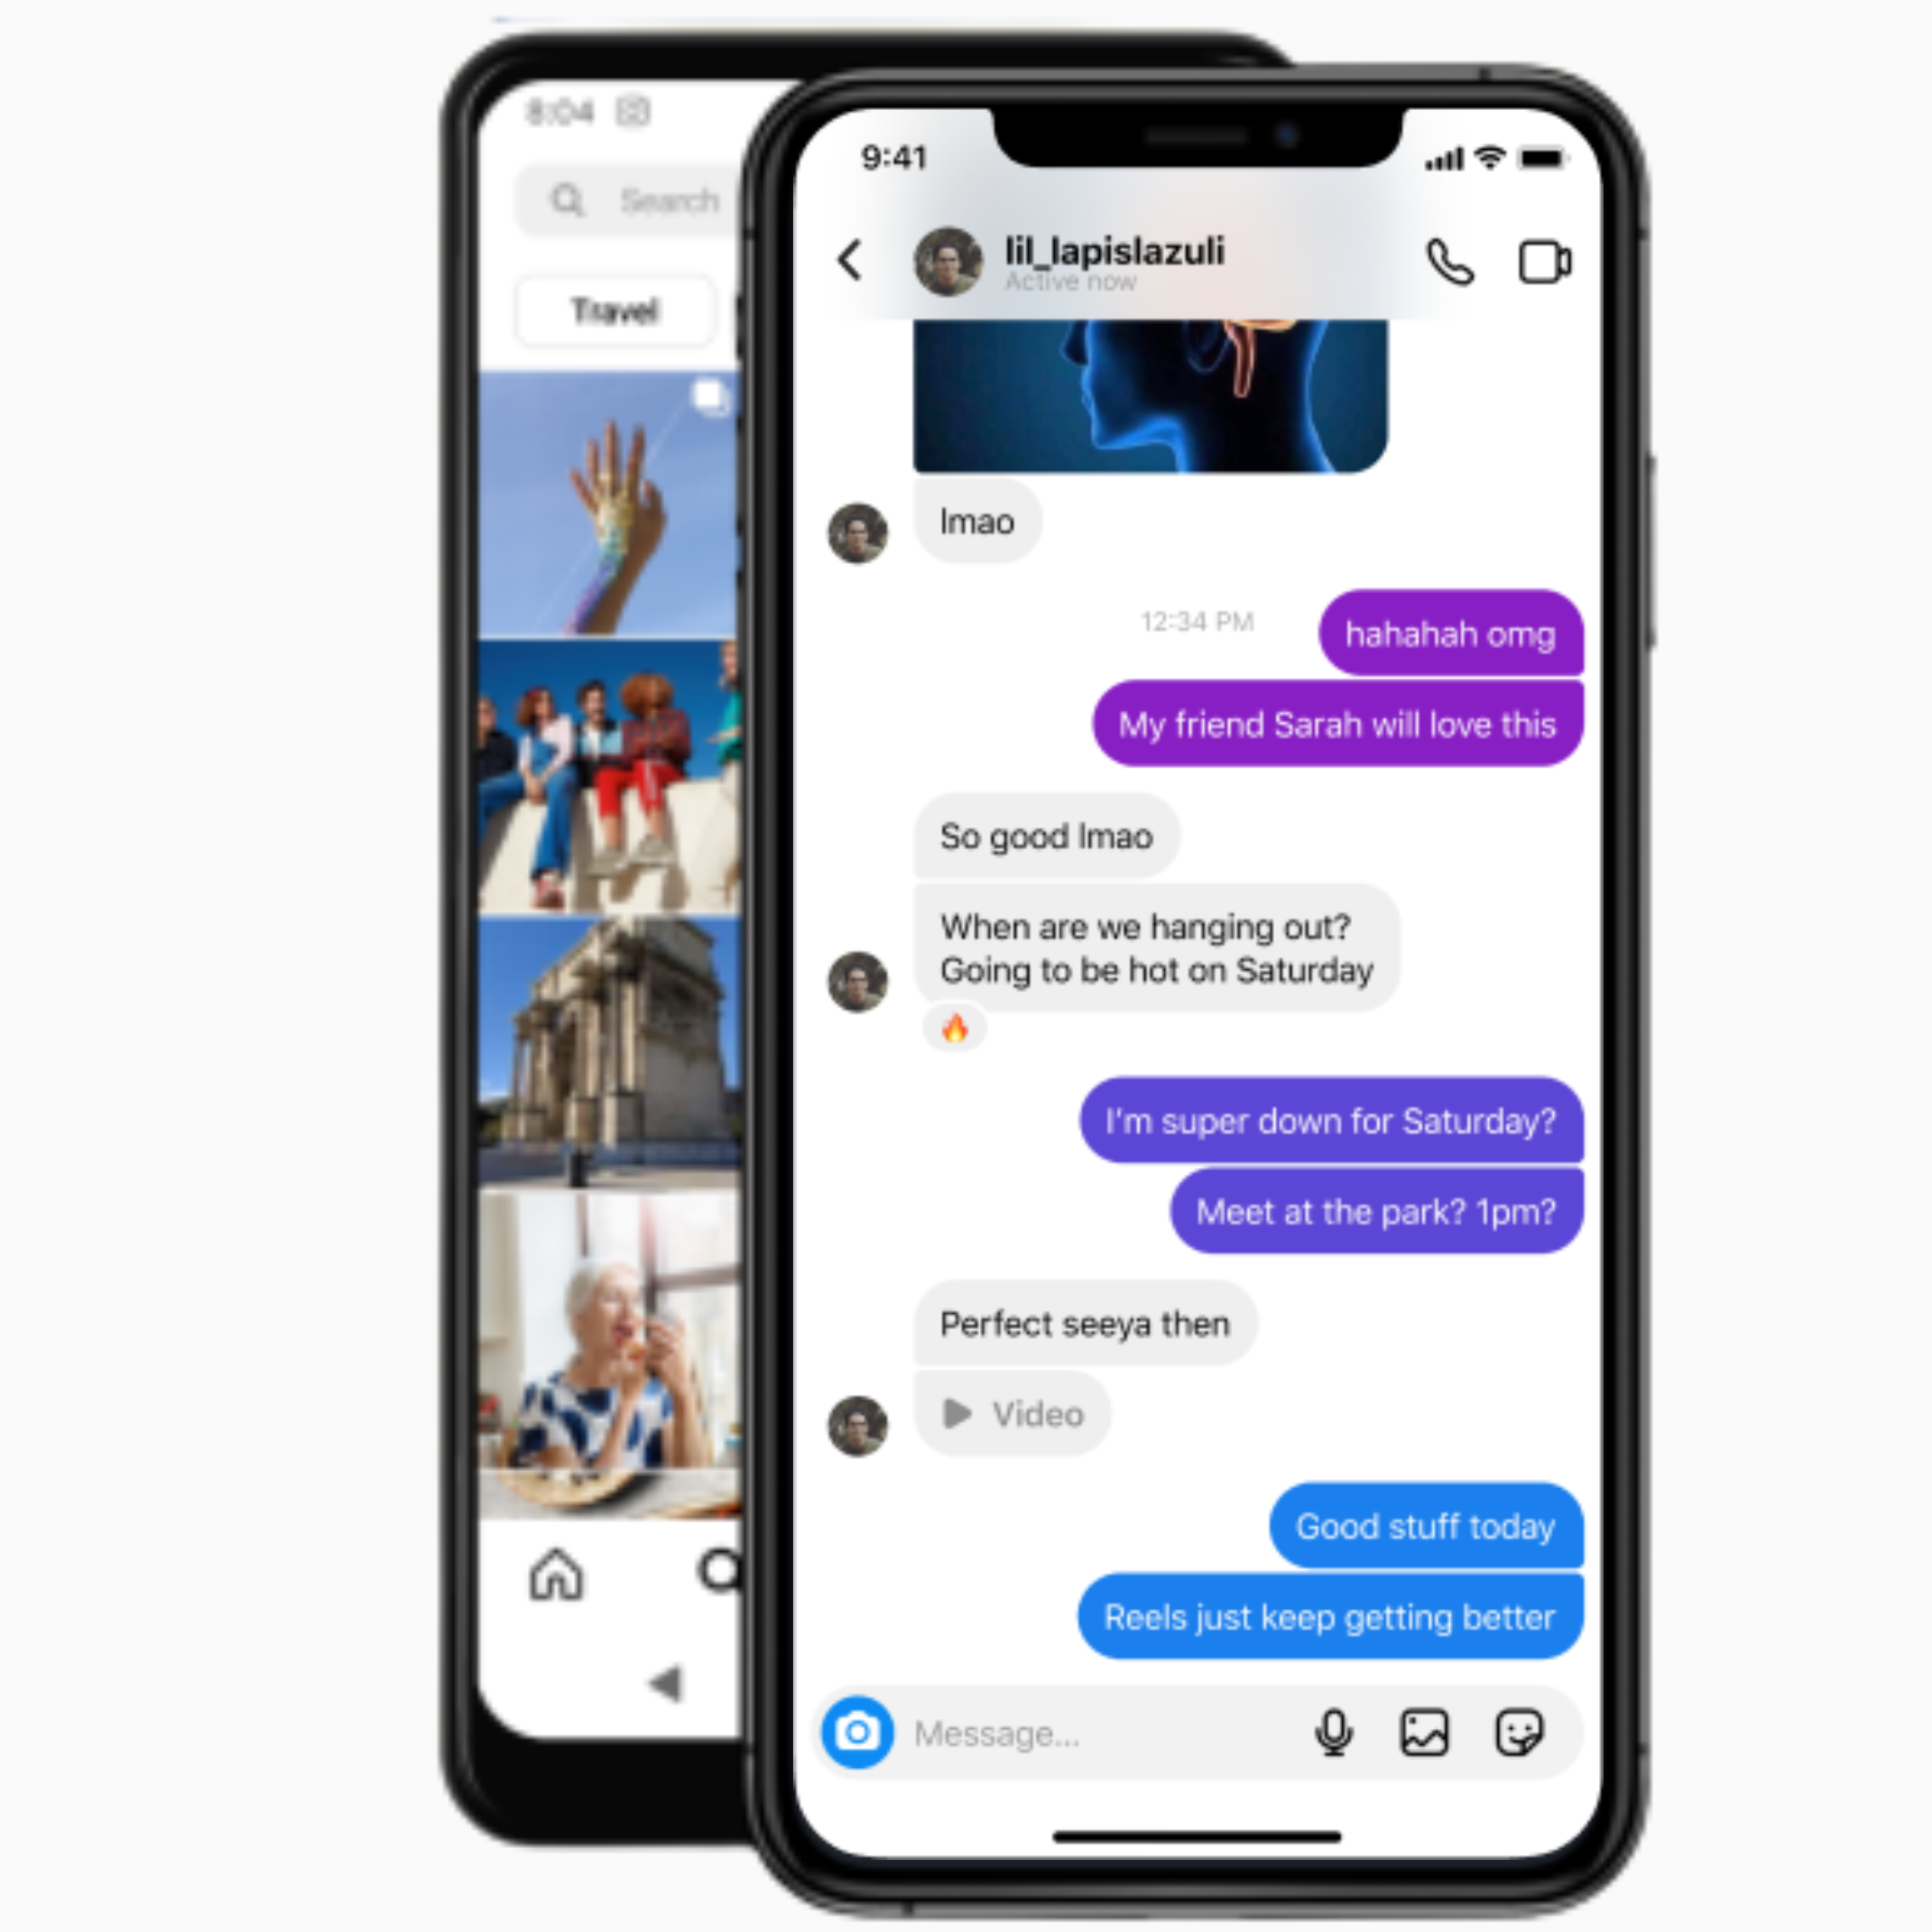 8:04
Search
Travel
9:41
lil_lapislazuli
Active now
lmao
12:34 PM
hahahah omg
My friend Sarah will love this
So good lmao
When are we hanging out?
Going to be hot on Saturday
🔥
I'm super down for Saturday?
Meet at the park? 1pm?
Perfect seeya then
Video
Good stuff today
Reels just keep getting better
Message...